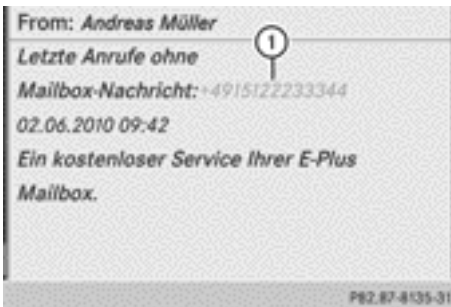 From: Andreas Müller
①
Letzte Anrufe ohne
Mailbox-Nachricht:+4915122233344
02.06.2010 09:42
Ein kostenloser Service Ihrer E-Plus
Mailbox.
P82.87-8135-31